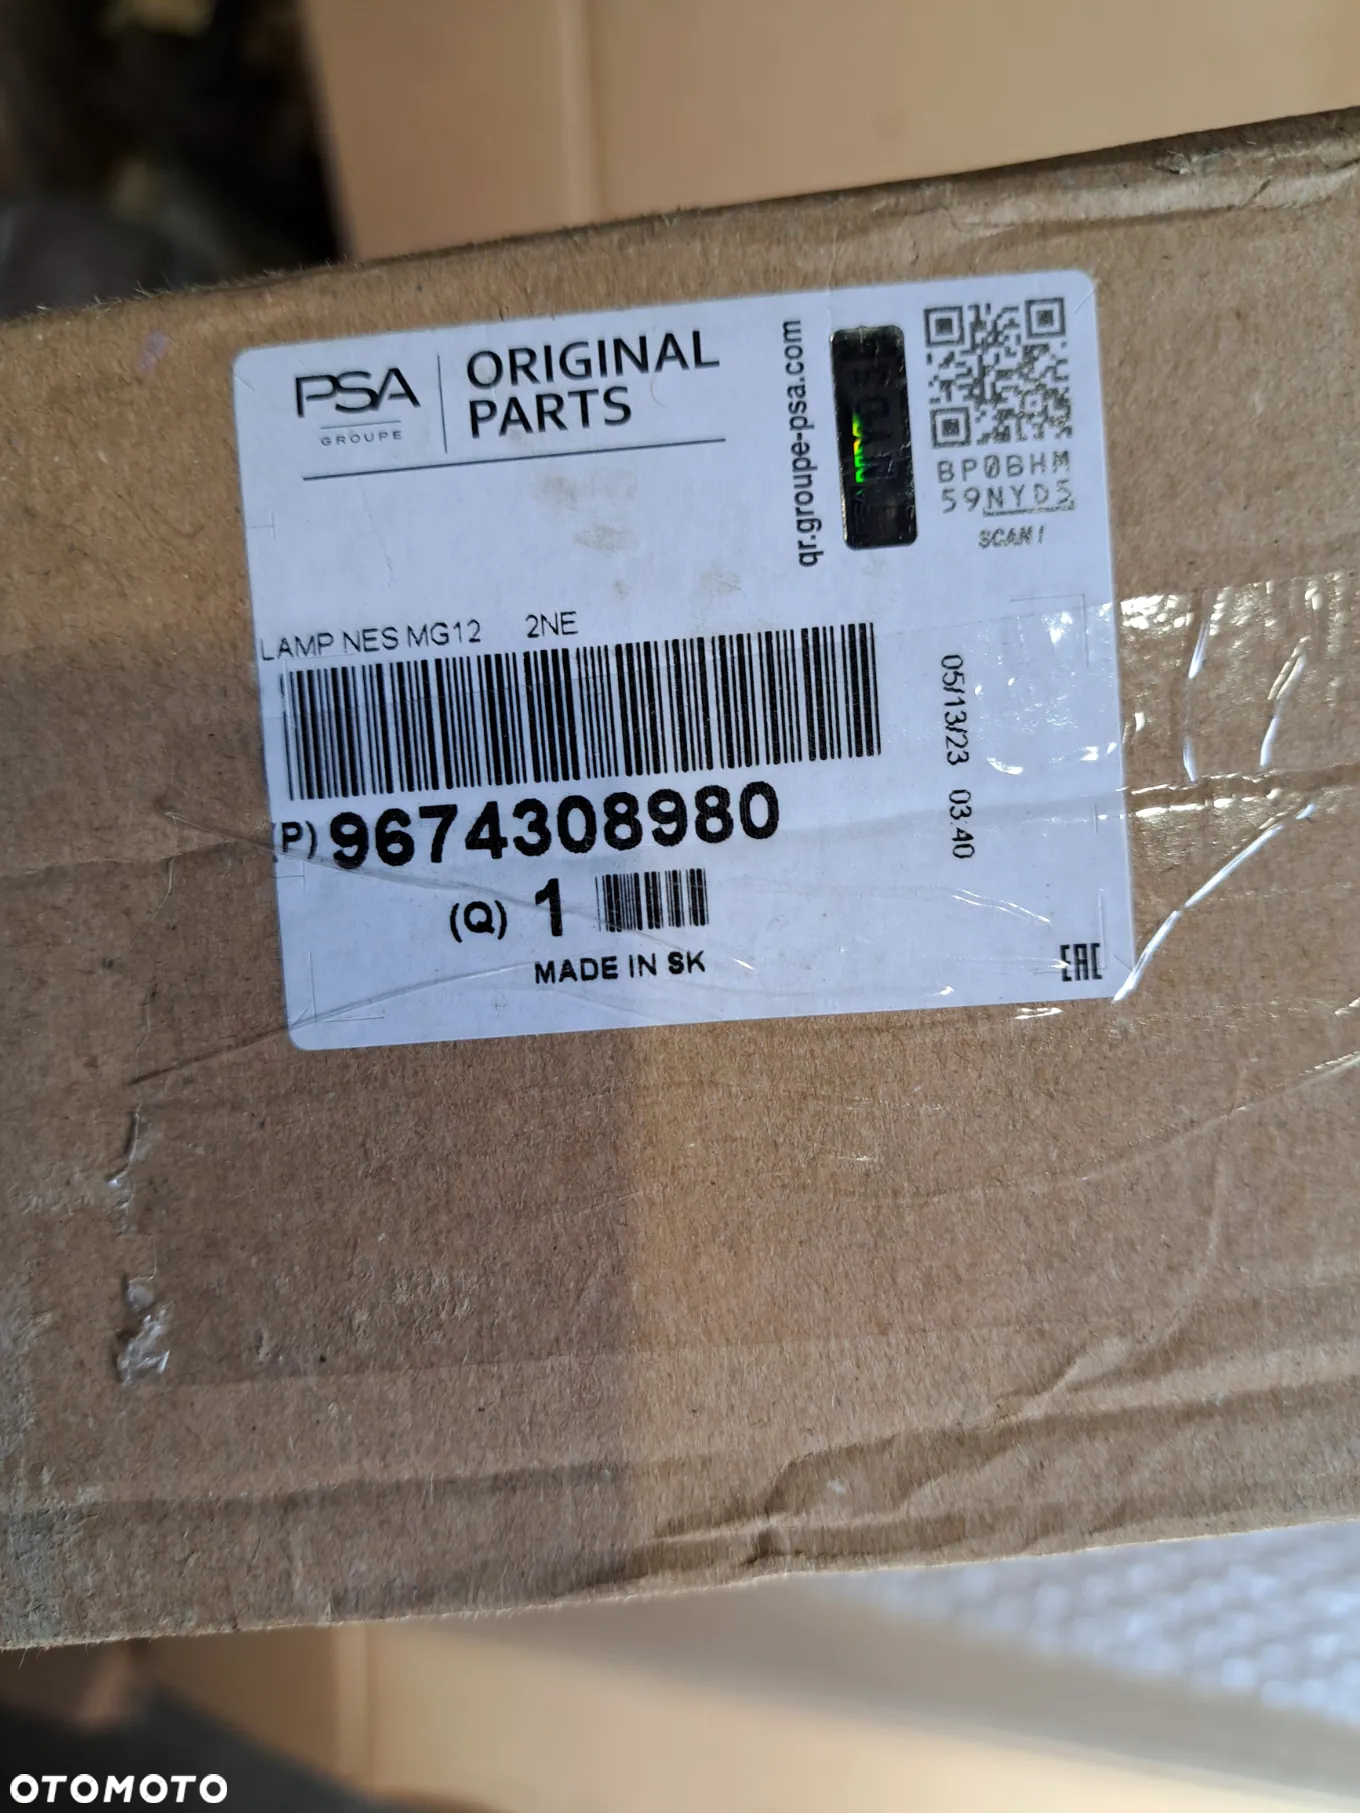 PSA
GROUPE
ORIGINAL
PARTS
qr.groupe-psa.com
BP0BHM
59NYD5
SCAN!
LAMP NES MG12 2NE
05/13/23 03:40
(P) 9674308980
(Q) 1
MADE IN SK
EAC
OTOMOTO